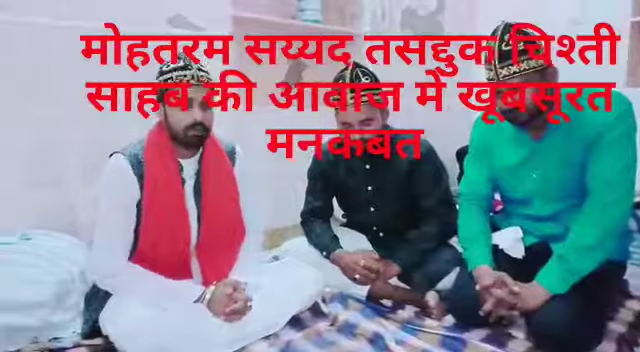 मोहतरम सय्यद तसद्दुक चिश्ती
साहब की आवाज में खूबसूरत
मनकबत